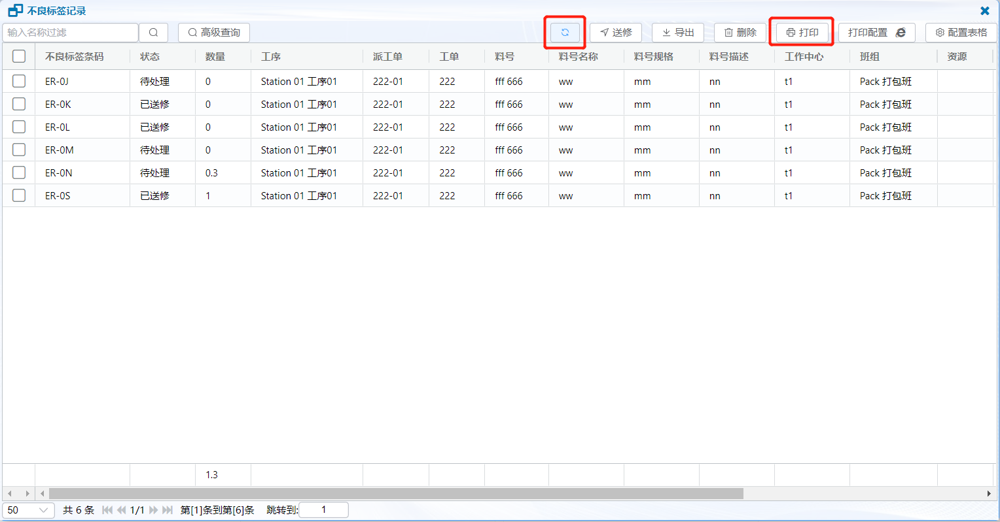 不良标签记录
输入名称过滤 高级查询 送修 导出 删除 打印 打印配置 配置表格
不良标签条码 状态 数量 工序 派工单 工单 料号 料号名称 料号规格 料号描述 工作中心 班组 资源
ER-0J 待处理 0 Station 01 工序01 222-01 222 fff 666 ww mm nn t1 Pack 打包班
ER-0K 已送修 0 Station 01 工序01 222-01 222 fff 666 ww mm nn t1 Pack 打包班
ER-0L 已送修 0 Station 01 工序01 222-01 222 fff 666 ww mm nn t1 Pack 打包班
ER-0M 待处理 0 Station 01 工序01 222-01 222 fff 666 ww mm nn t1 Pack 打包班
ER-0N 待处理 0.3 Station 01 工序01 222-01 222 fff 666 ww mm nn t1 Pack 打包班
ER-0S 已送修 1 Station 01 工序01 222-01 222 fff 666 ww mm nn t1 Pack 打包班
1.3
50 共 6 条 1/1 第[1]条到第[6]条 跳转到: 1